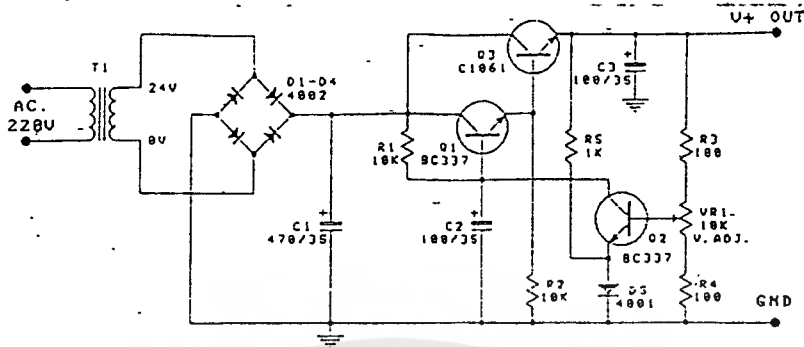 V+ OUT
T1
24V
0V
AC.
220V
D1-D4
4002
Q3
C1061
C3
100/35
R1
10K
Q1
BC337
R5
1K
R3
100
VR1
10K
V.ADJ.
Q2
BC337
C1
470/35
C2
100/35
R2
10K
D5
4001
R4
100
GND